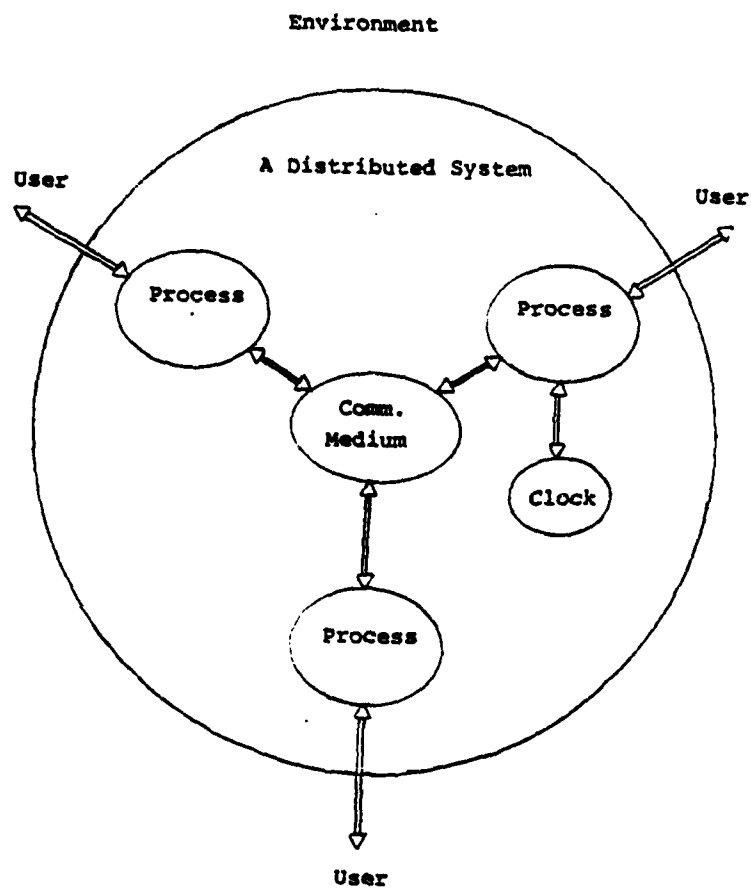 Environment
A Distributed System
User
User
Process
Process
Comm.
Medium
Clock
Process
User